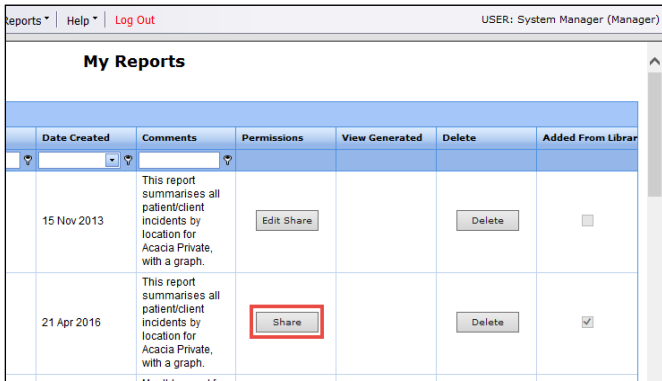 Reports Help Log Out USER: System Manager (Manager)
My Reports
Date Created Comments Permissions View Generated Delete Added From Librar
15 Nov 2013
This report
summarises all
patient/client
incidents by
location for
Acacia Private,
with a graph.
Edit Share
Delete
21 Apr 2016
This report
summarises all
patient/client
incidents by
location for
Acacia Private,
with a graph.
Share
Delete